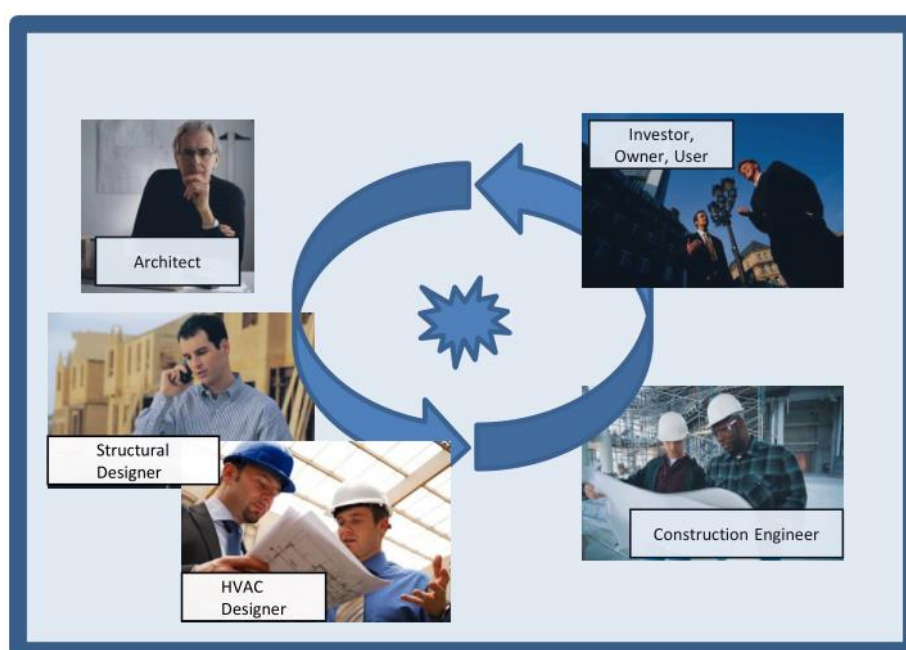 Investor,
Owner, User
Architect
Structural
Designer
Construction Engineer
HVAC
Designer